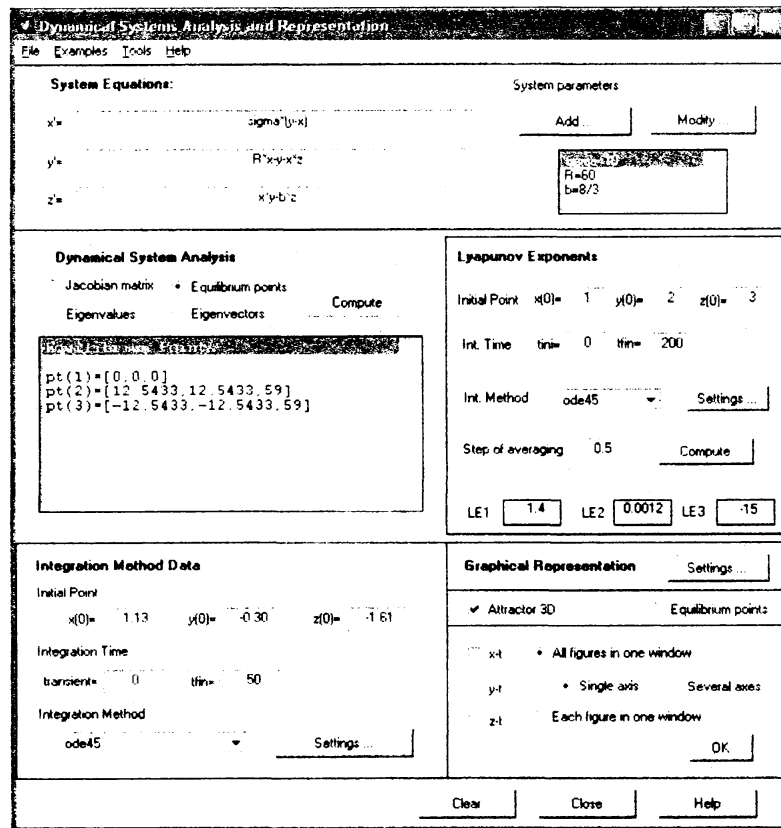 Dynamical Systems Analysis and Representation
File Examples Tools Help
System Equations:
System parameters
x'= sigma*(y-x)
Add ... Modify ...
y'= R*x-y-x*z
R=60
b=8/3
z'= x*y-b*z
Dynamical System Analysis
Jacobian matrix Equilibrium points
Eigenvalues Eigenvectors Compute
pt(1)=[0,0,0]
pt(2)=[12.5433,12.5433,59]
pt(3)=[-12.5433,-12.5433,59]
Lyapunov Exponents
Initial Point x(0)= 1 y(0)= 2 z(0)= 3
Int. Time tini= 0 tfin= 200
Int. Method ode45 Settings ...
Step of averaging 0.5 Compute
LE1 1.4 LE2 0.0012 LE3 -15
Integration Method Data
Initial Point
x(0)= 1.13 y(0)= -0.30 z(0)= -1.61
Integration Time
transient= 0 tfin= 50
Integration Method
ode45 Settings ...
Graphical Representation Settings ...
Attractor 3D Equilibrium points
x-t All figures in one window
y-t Single axis Several axes
z-t Each figure in one window
OK
Clear Close Help